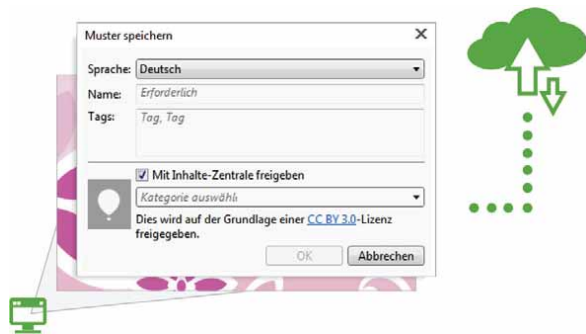 Muster speichern
Sprache: Deutsch
Name: Erforderlich
Tags: Tag, Tag
Mit Inhalte-Zentrale freigeben
Kategorie auswähl
Dies wird auf der Grundlage einer CC BY 3.0-Lizenz
freigegeben.
OK Abbrechen